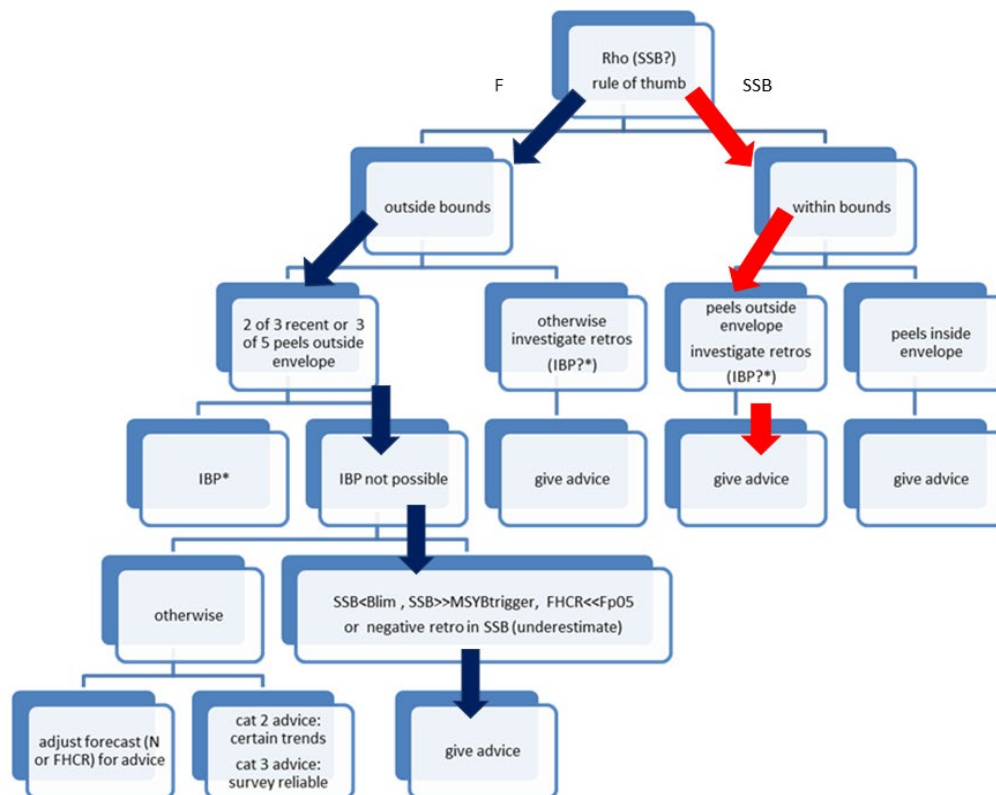 Rho (SSB?)
rule of thumb
F
SSB
outside bounds
within bounds
2 of 3 recent or 3
of 5 peels outside
envelope
otherwise
investigate retros
(IBP?*)
peels outside
envelope
investigate retros
(IBP?*)
peels inside
envelope
IBP*
IBP not possible
give advice
give advice
give advice
otherwise
SSB<Blim , SSB>>MSYBtrigger, FHCR<<Fp05
or negative retro in SSB (underestimate)
adjust forecast (N
or FHCR) for advice
cat 2 advice:
certain trends
cat 3 advice:
survey reliable
give advice